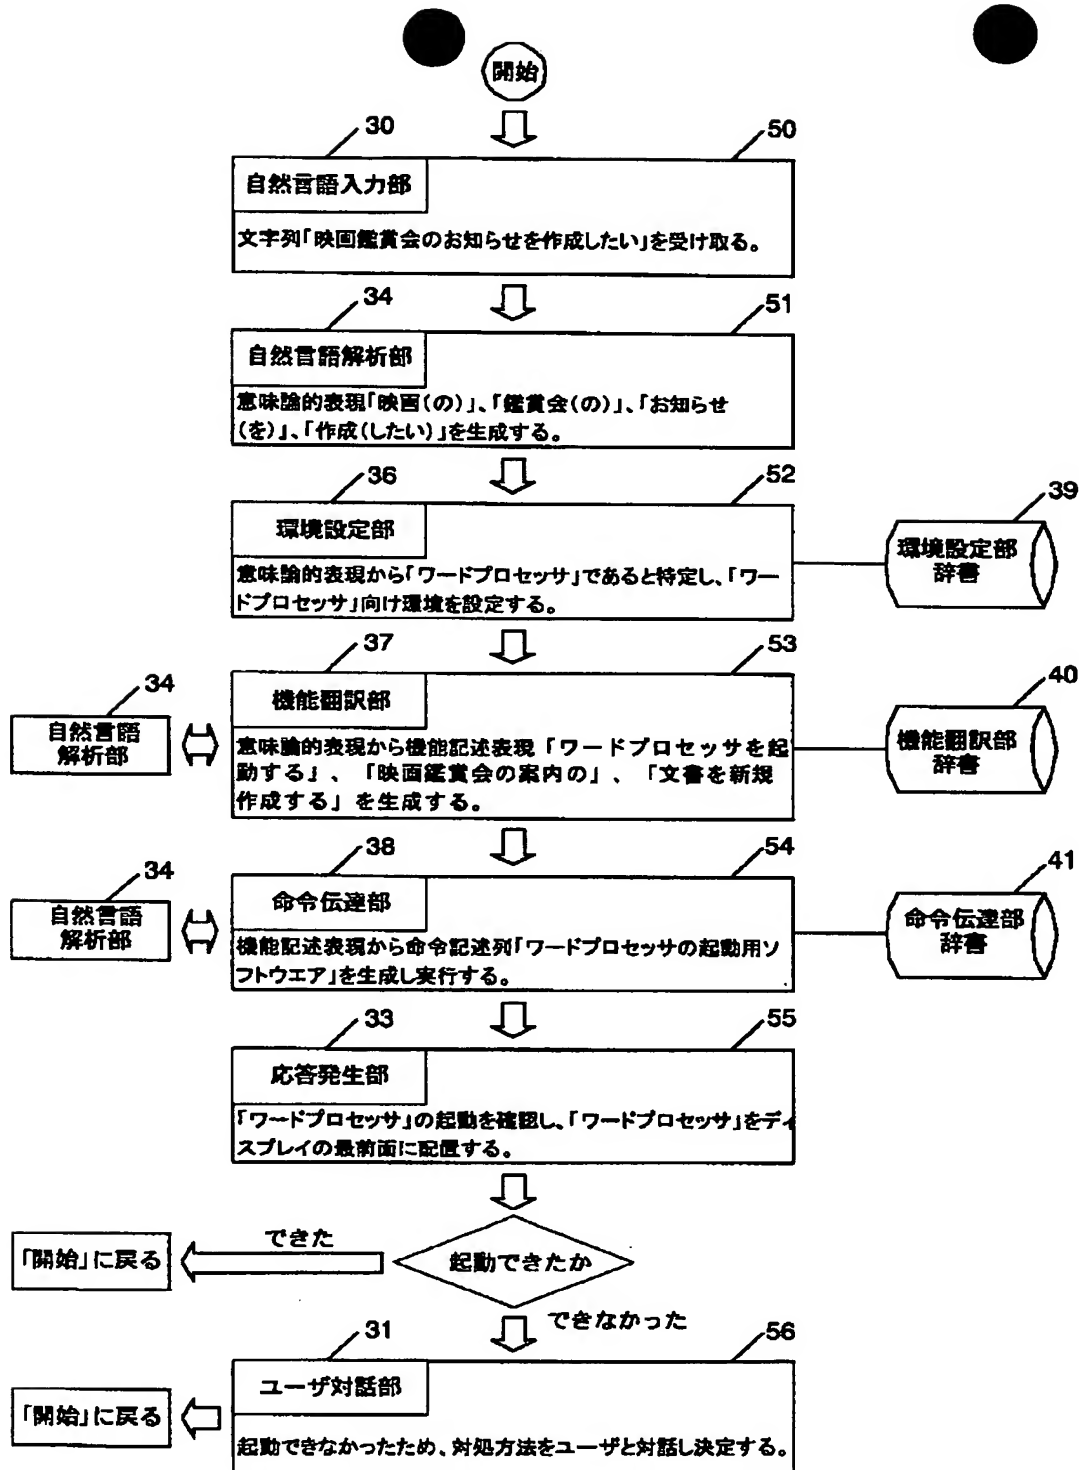 開始
30
50
自然言語入力部
文字列「映画鑑賞会のお知らせを作成したい」を受け取る。
34
51
自然言語解析部
意味論的表現「映画(の)」、「鑑賞会(の)」、「お知らせ
(を)」、「作成(したい)」を生成する。
36
52
39
環境設定部
環境設定部
辞書
意味論的表現から「ワードプロセッサ」であると特定し、「ワー
ドプロセッサ」向け環境を設定する。
37
53
34
40
機能翻訳部
自然言語
解析部
機能翻訳部
辞書
意味論的表現から機能記述表現「ワードプロセッサを起
動する」、「映画鑑賞会の案内の」、「文書を新規
作成する」を生成する。
38
54
34
41
命令伝達部
自然言語
解析部
命令伝達部
辞書
機能記述表現から命令記述列「ワードプロセッサの起動用ソ
フトウエア」を生成し実行する。
33
55
応答発生部
「ワードプロセッサ」の起動を確認し、「ワードプロセッサ」をディ
スプレイの最前面に配置する。
できた
「開始」に戻る
起動できたか
できなかった
31
56
ユーザ対話部
「開始」に戻る
起動できなかったため、対処方法をユーザと対話し決定する。